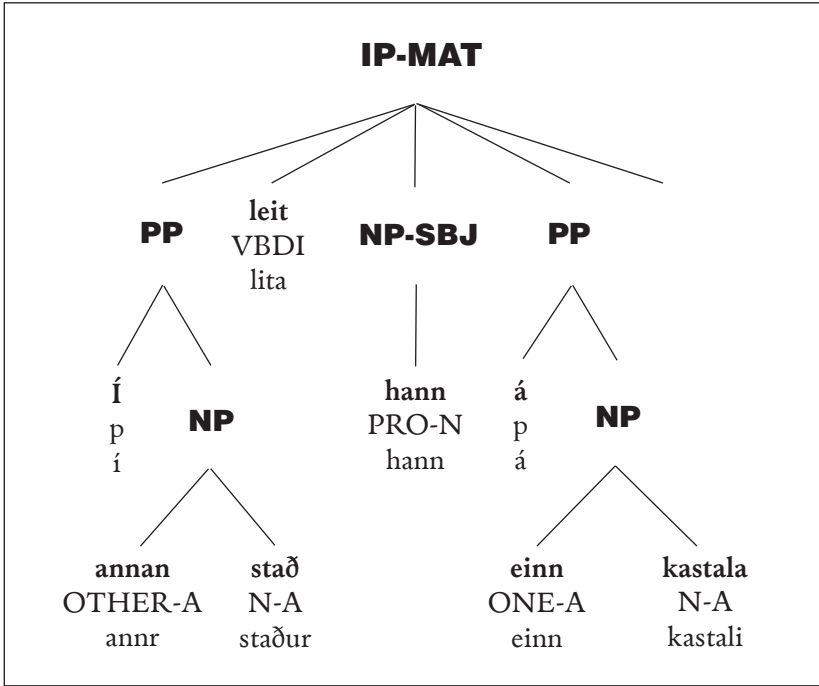 IP-MAT
PP
leit
VBDI
lita
NP-SBJ
PP
Í
p
í
NP
hann
PRO-N
hann
á
p
á
NP
annan
OTHER-A
annr
stað
N-A
staður
einn
ONE-A
einn
kastala
N-A
kastali